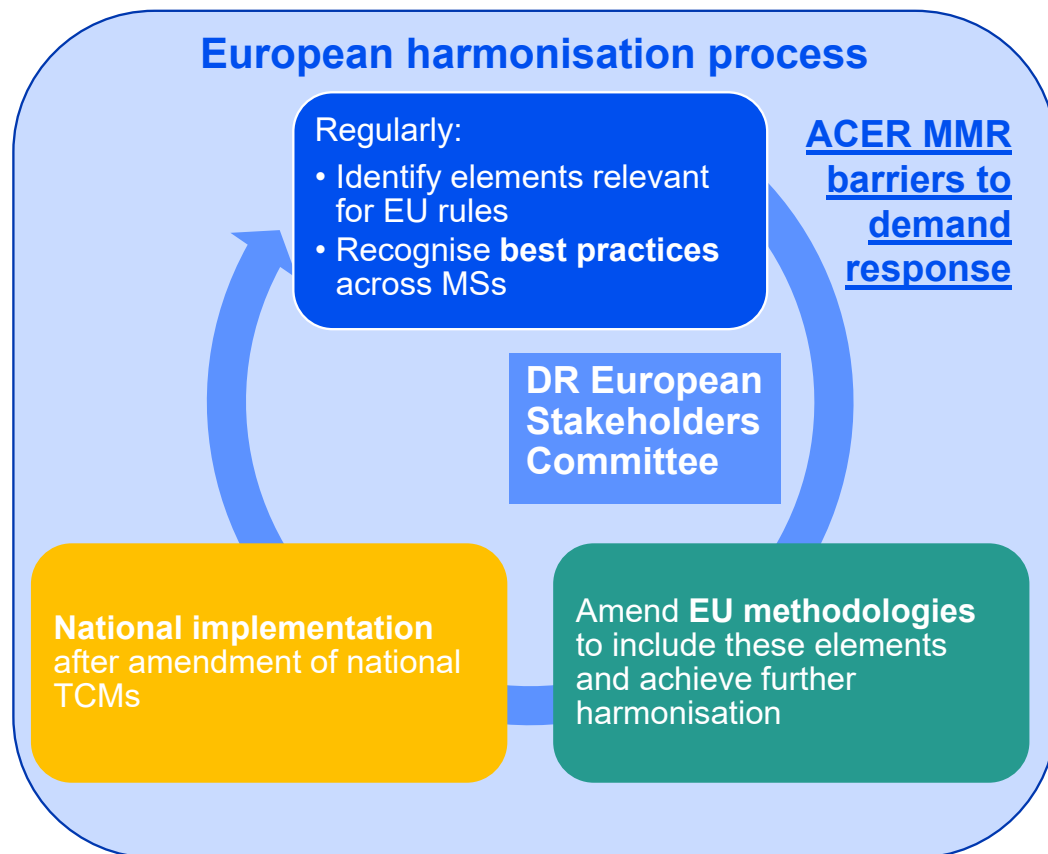 European harmonisation process
Regularly:
• Identify elements relevant
for EU rules
• Recognise best practices
across MSs
ACER MMR
barriers to
demand
response
DR European
Stakeholders
Committee
National implementation
after amendment of national
TCMs
Amend EU methodologies
to include these elements
and achieve further
harmonisation